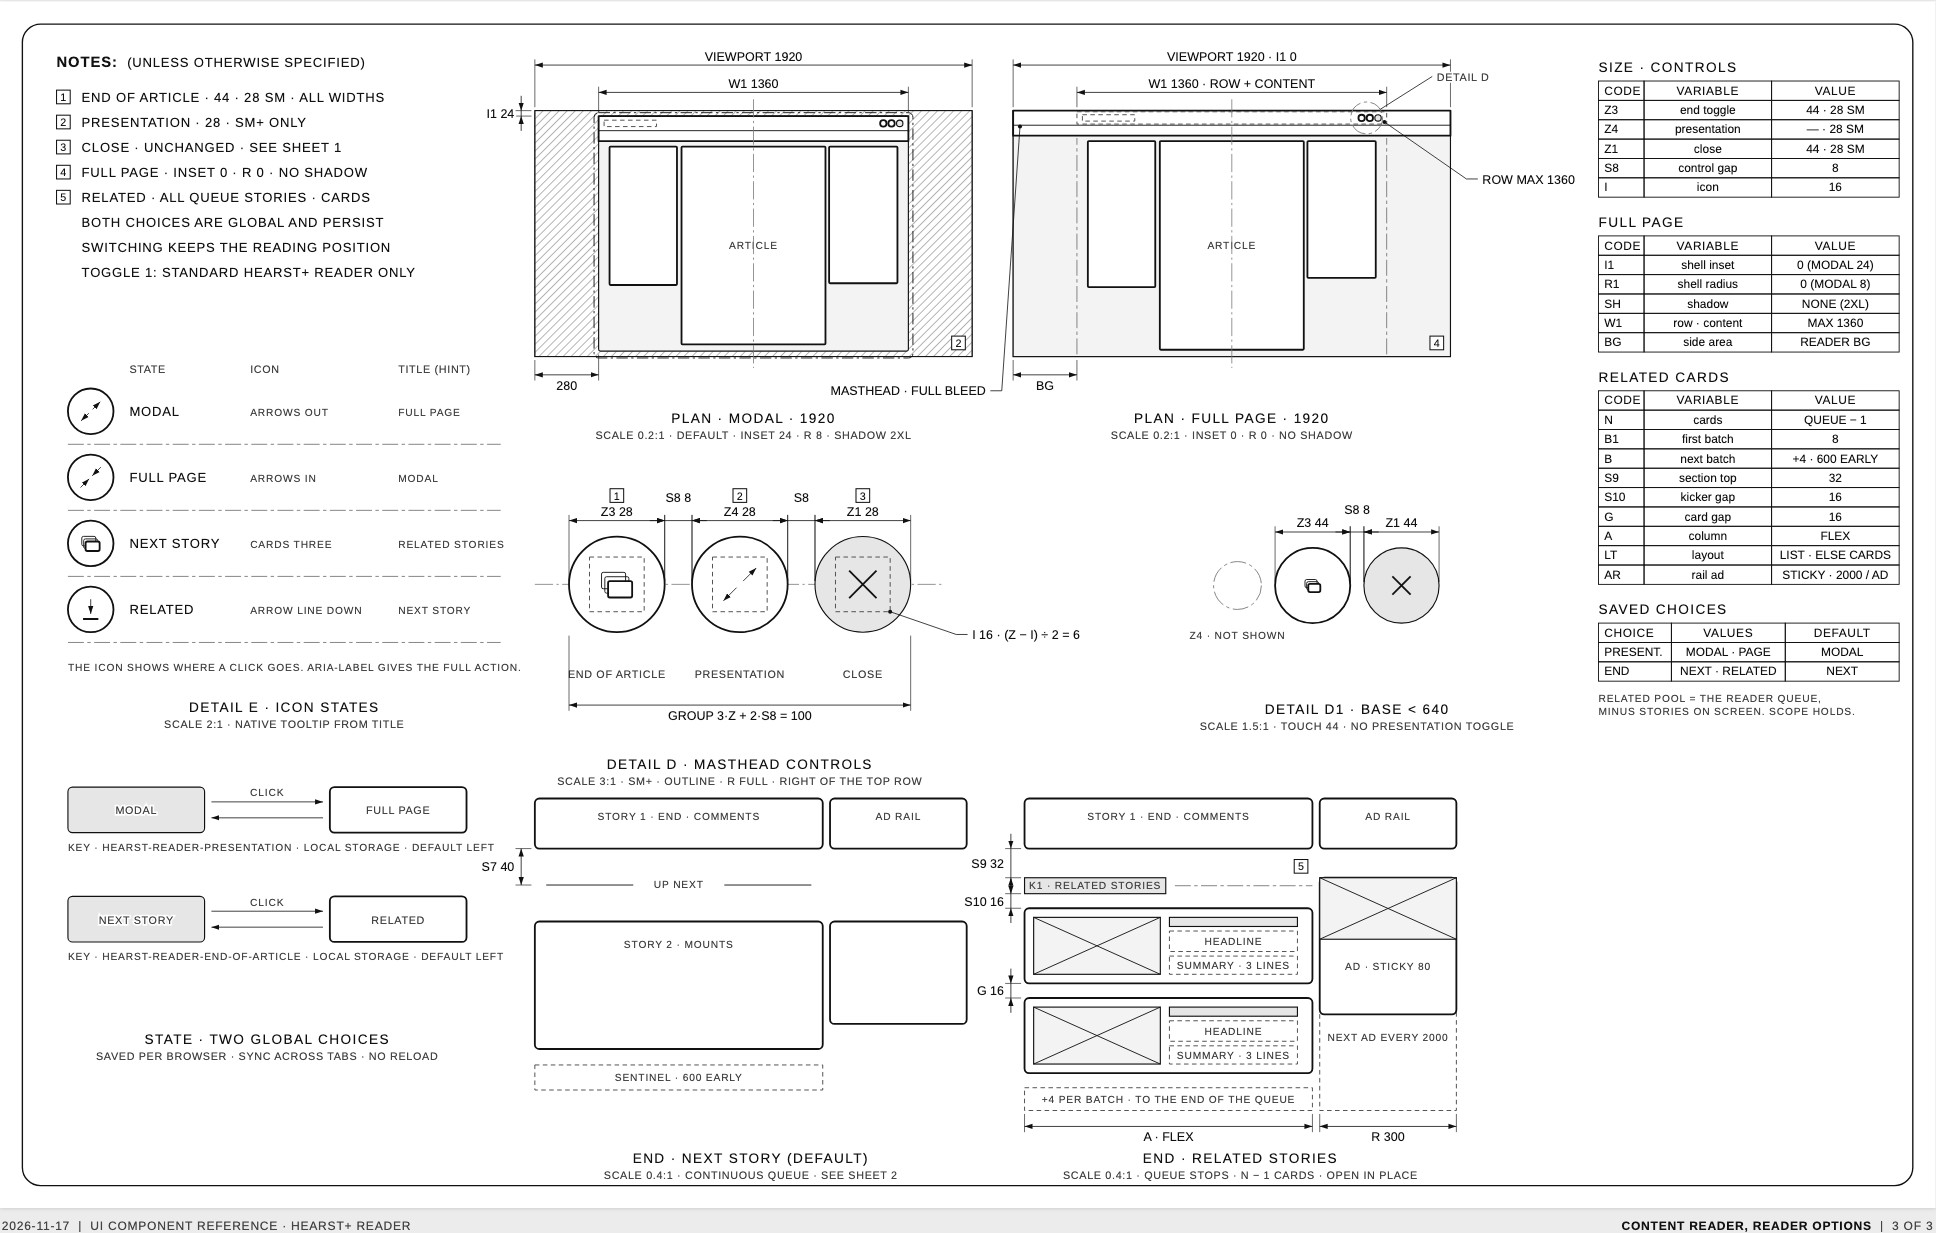 NOTES: (UNLESS OTHERWISE SPECIFIED)
1 END OF ARTICLE · 44 · 28 SM · ALL WIDTHS
2 PRESENTATION · 28 · SM+ ONLY
3 CLOSE · UNCHANGED · SEE SHEET 1
4 FULL PAGE · INSET 0 · R 0 · NO SHADOW
5 RELATED · ALL QUEUE STORIES · CARDS
BOTH CHOICES ARE GLOBAL AND PERSIST
SWITCHING KEEPS THE READING POSITION
TOGGLE 1: STANDARD HEARST+ READER ONLY
VIEWPORT 1920
W1 1360
I1 24
ARTICLE
2
280
PLAN · MODAL · 1920
SCALE 0.2:1 · DEFAULT · INSET 24 · R 8 · SHADOW 2XL
VIEWPORT 1920 · I1 0
W1 1360 · ROW + CONTENT
DETAIL D
ROW MAX 1360
ARTICLE
4
MASTHEAD · FULL BLEED
BG
PLAN · FULL PAGE · 1920
SCALE 0.2:1 · INSET 0 · R 0 · NO SHADOW
STATE ICON TITLE (HINT)
MODAL ARROWS OUT FULL PAGE
FULL PAGE ARROWS IN MODAL
NEXT STORY CARDS THREE RELATED STORIES
RELATED ARROW LINE DOWN NEXT STORY
THE ICON SHOWS WHERE A CLICK GOES. ARIA-LABEL GIVES THE FULL ACTION.
DETAIL E · ICON STATES
SCALE 2:1 · NATIVE TOOLTIP FROM TITLE
1 S8 8 2 S8 3
Z3 28 Z4 28 Z1 28
I 16 · (Z − I) ÷ 2 = 6
END OF ARTICLE PRESENTATION CLOSE
GROUP 3·Z + 2·S8 = 100
DETAIL D · MASTHEAD CONTROLS
SCALE 3:1 · SM+ · OUTLINE · R FULL · RIGHT OF THE TOP ROW
S8 8
Z3 44 Z1 44
Z4 · NOT SHOWN
DETAIL D1 · BASE < 640
SCALE 1.5:1 · TOUCH 44 · NO PRESENTATION TOGGLE
MODAL CLICK FULL PAGE
KEY · HEARST-READER-PRESENTATION · LOCAL STORAGE · DEFAULT LEFT
NEXT STORY CLICK RELATED
KEY · HEARST-READER-END-OF-ARTICLE · LOCAL STORAGE · DEFAULT LEFT
STATE · TWO GLOBAL CHOICES
SAVED PER BROWSER · SYNC ACROSS TABS · NO RELOAD
STORY 1 · END · COMMENTS AD RAIL
S7 40
UP NEXT
STORY 2 · MOUNTS
SENTINEL · 600 EARLY
END · NEXT STORY (DEFAULT)
SCALE 0.4:1 · CONTINUOUS QUEUE · SEE SHEET 2
STORY 1 · END · COMMENTS AD RAIL
S9 32
5
K1 · RELATED STORIES
S10 16
HEADLINE
SUMMARY · 3 LINES
AD · STICKY 80
G 16
HEADLINE
SUMMARY · 3 LINES
NEXT AD EVERY 2000
+4 PER BATCH · TO THE END OF THE QUEUE
A · FLEX R 300
END · RELATED STORIES
SCALE 0.4:1 · QUEUE STOPS · N − 1 CARDS · OPEN IN PLACE
SIZE · CONTROLS
CODE VARIABLE VALUE
Z3 end toggle 44 · 28 SM
Z4 presentation — · 28 SM
Z1 close 44 · 28 SM
S8 control gap 8
I icon 16
FULL PAGE
CODE VARIABLE VALUE
I1 shell inset 0 (MODAL 24)
R1 shell radius 0 (MODAL 8)
SH shadow NONE (2XL)
W1 row · content MAX 1360
BG side area READER BG
RELATED CARDS
CODE VARIABLE VALUE
N cards QUEUE − 1
B1 first batch 8
B next batch +4 · 600 EARLY
S9 section top 32
S10 kicker gap 16
G card gap 16
A column FLEX
LT layout LIST · ELSE CARDS
AR rail ad STICKY · 2000 / AD
SAVED CHOICES
CHOICE VALUES DEFAULT
PRESENT. MODAL · PAGE MODAL
END NEXT · RELATED NEXT
RELATED POOL = THE READER QUEUE,
MINUS STORIES ON SCREEN. SCOPE HOLDS.
2026-11-17 | UI COMPONENT REFERENCE · HEARST+ READER
CONTENT READER, READER OPTIONS | 3 OF 3